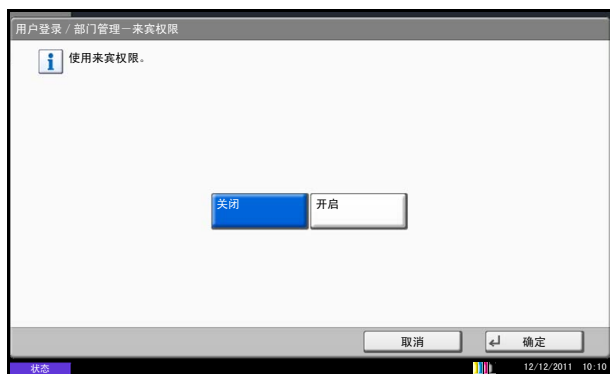 用户登录 / 部门管理－来宾权限
使用来宾权限。
关闭 开启
取消 确定
状态 12/12/2011 10:10